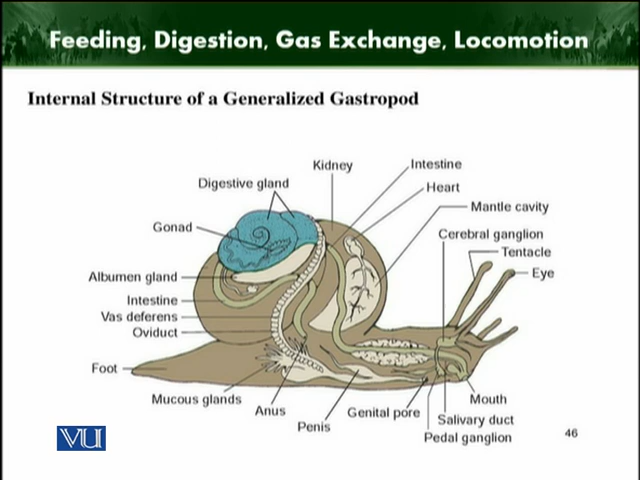 Feeding, Digestion, Gas Exchange, Locomotion
Internal Structure of a Generalized Gastropod
Kidney
Intestine
Digestive gland
Heart
Mantle cavity
Gonad
Cerebral ganglion
Tentacle
Eye
Albumen gland
Intestine
Vas deferens
Oviduct
Foot
Mucous glands
Anus
Penis
Genital pore
Mouth
Salivary duct
Pedal ganglion
VU
46